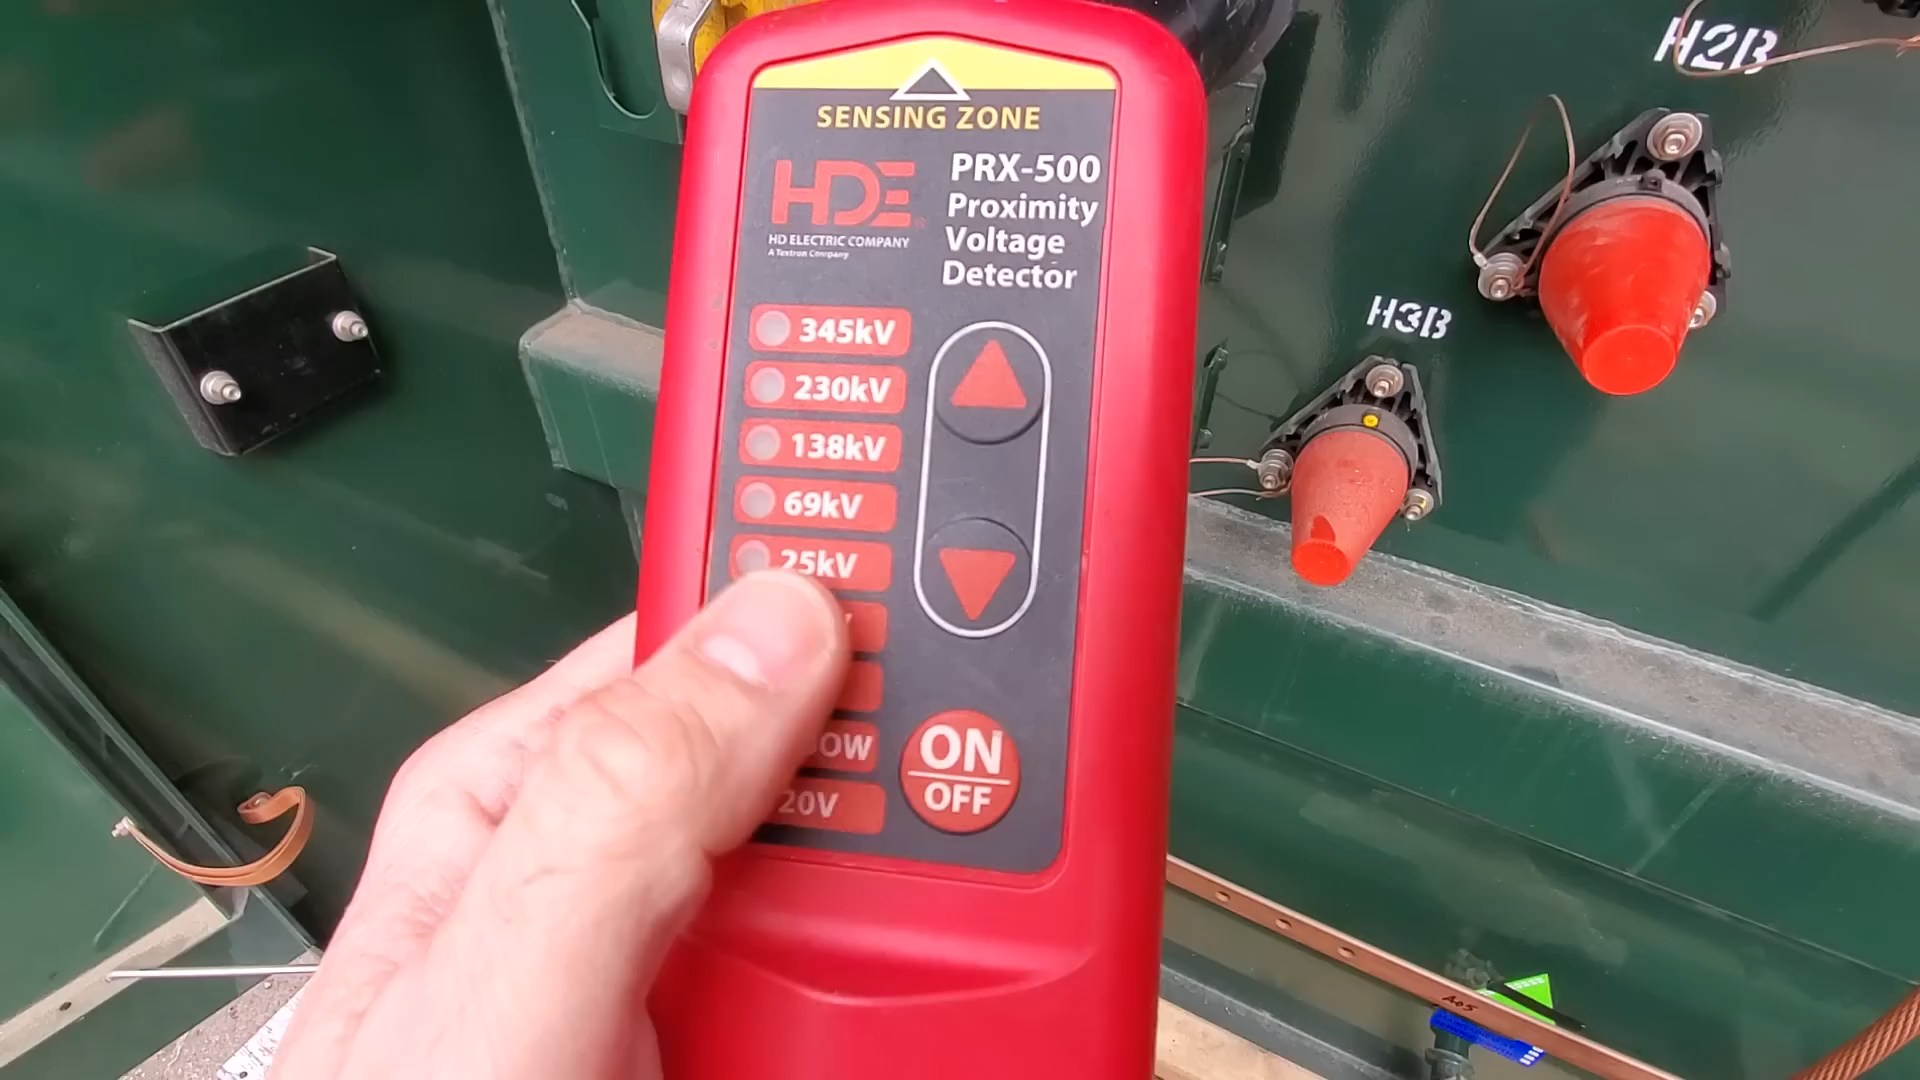 SENSING ZONE
HDE
HD ELECTRIC COMPANY
A Textron Company
PRX-500
Proximity
Voltage
Detector
345kV
230kV
138kV
69kV
25kV
ON
OFF
H2B
H3B